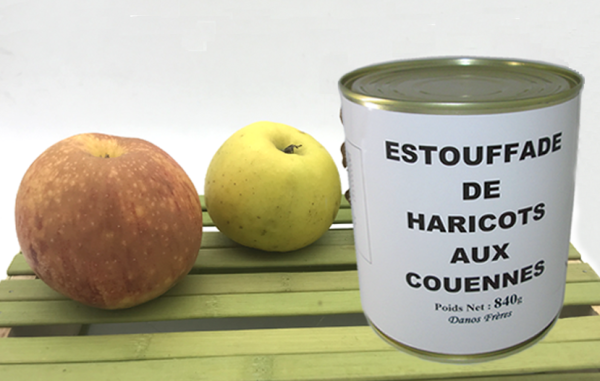 ESTOUFFADE
DE
HARICOTS
AUX
COUENNES
Poids Net : 840g
Danos Frères